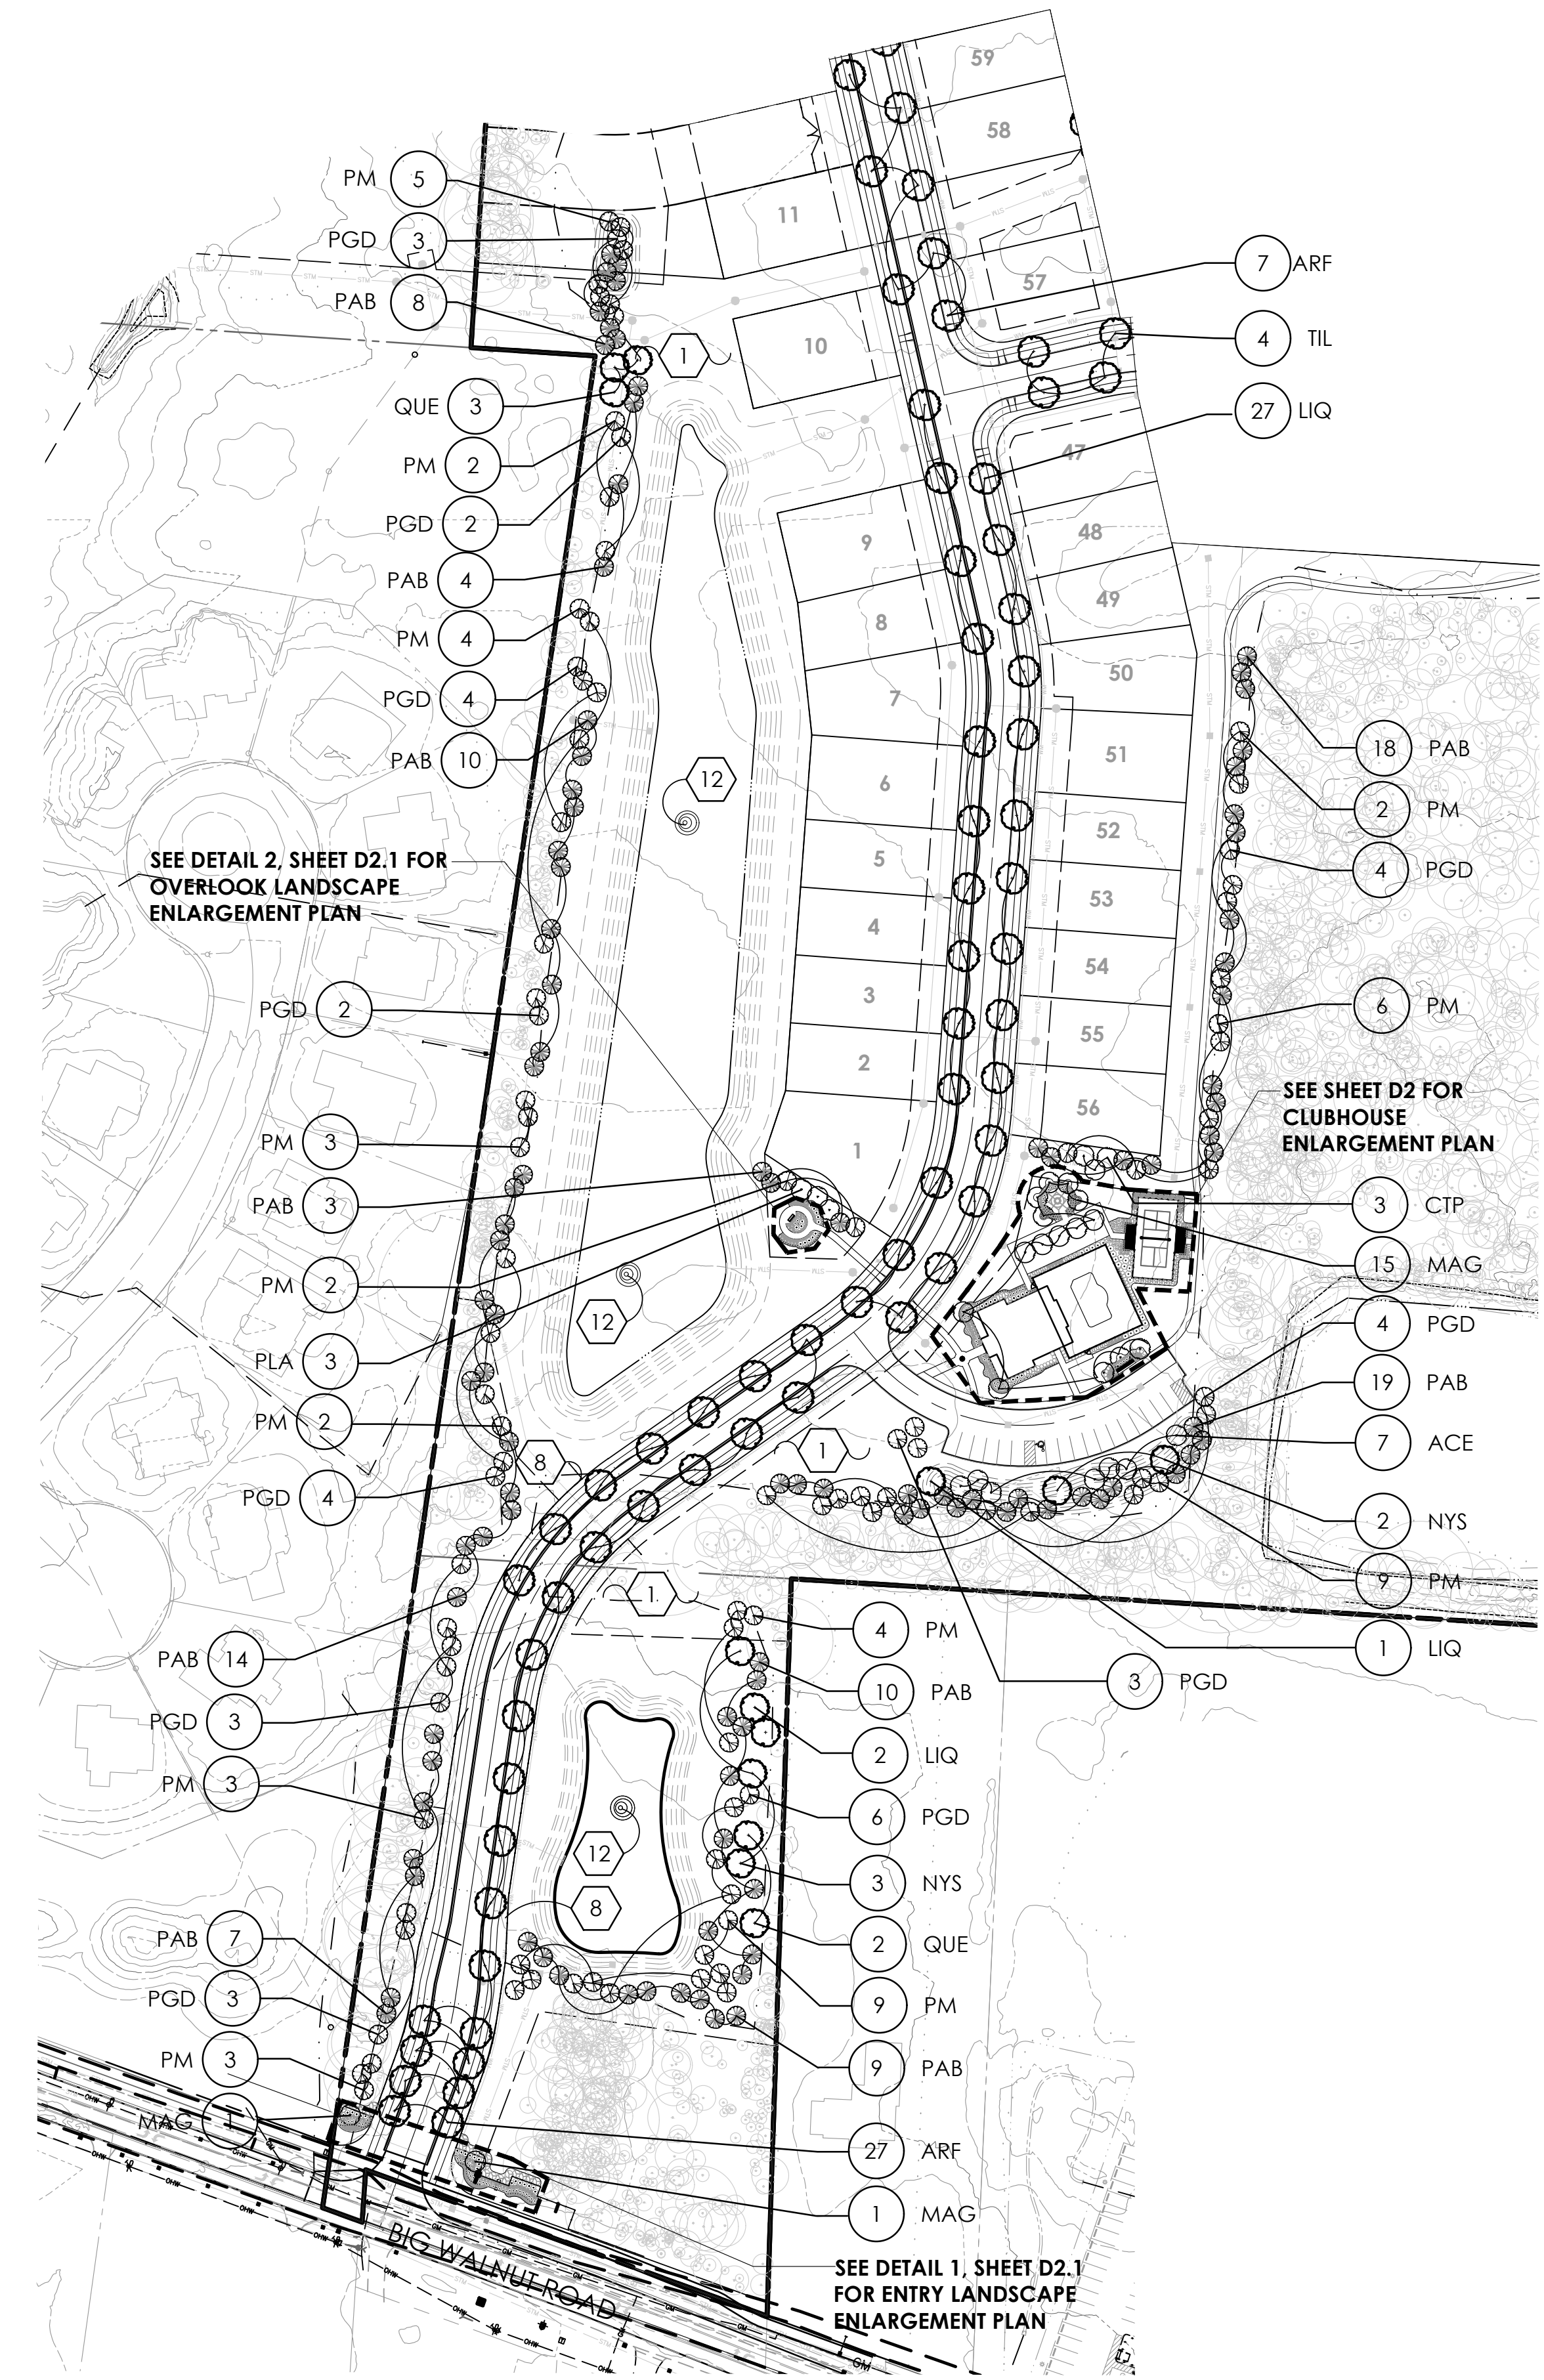 59
58
PM 5
11
PGD 3
7 ARF
57
PAB 8
4 TIL
1
10
QUE 3
27 LIQ
47
PM 2
PGD 2
48
9
PAB 4
49
8
PM 4
50
PGD 4
7
18 PAB
51
PAB 10
12
6
2 PM
52
5
SEE DETAIL 2, SHEET D2.1 FOR
OVERLOOK LANDSCAPE
ENLARGEMENT PLAN
4 PGD
53
4
54
3
6 PM
PGD 2
55
2
SEE SHEET D2 FOR
CLUBHOUSE
ENLARGEMENT PLAN
56
PM 3
1
PAB 3
3 CTP
15 MAG
PM 2
12
4 PGD
PLA 3
19 PAB
PM 2
7 ACE
1
8
PGD 4
2 NYS
9 PM
1
4 PM
1 LIQ
PAB 14
3 PGD
10 PAB
PGD 3
2 LIQ
PM 3
6 PGD
12
3 NYS
8
PAB 7
2 QUE
PGD 3
9 PM
PM 3
9 PAB
MAG 1
27 ARF
1 MAG
BIG WALNUT ROAD
SEE DETAIL 1, SHEET D2.1
FOR ENTRY LANDSCAPE
ENLARGEMENT PLAN
OHW
GM
STM